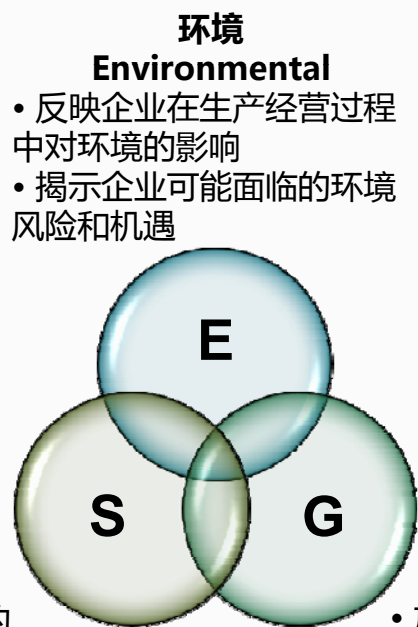 环境
Environmental
• 反映企业在生产经营过程
中对环境的影响
• 揭示企业可能面临的环境
风险和机遇
E
S
G